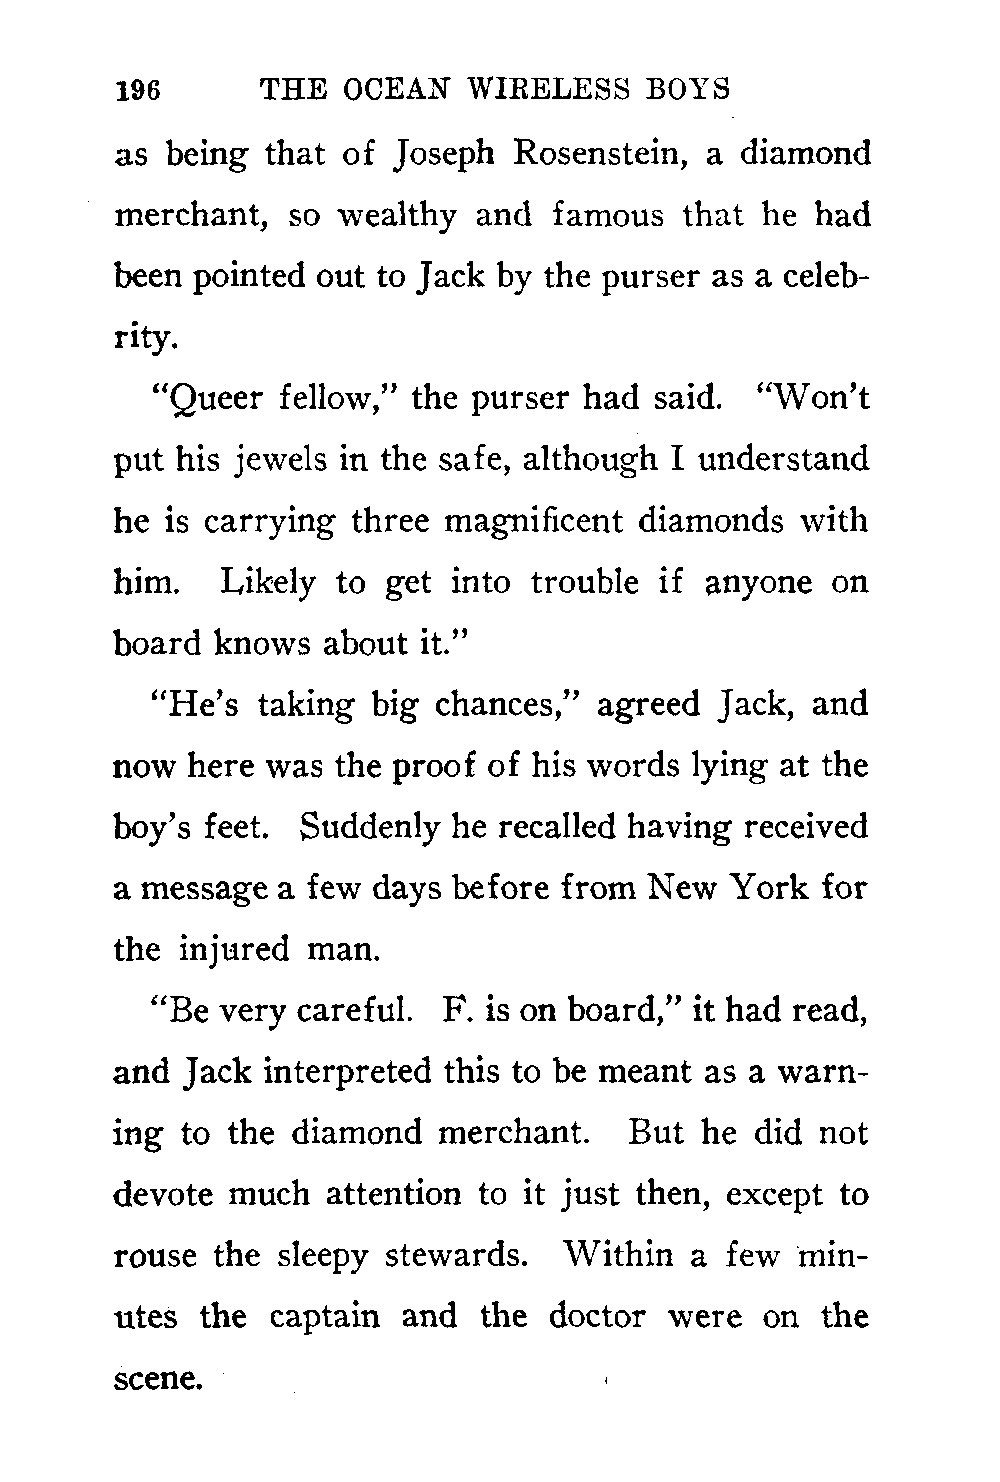 196 THE OCEAN WIRELESS BOYS
as being that of Joseph Rosenstein, a diamond
merchant, so wealthy and famous that he had
been pointed out to Jack by the purser as a celeb-
rity.
“Queer fellow,” the purser had said. “Won’t
put his jewels in the safe, although I understand
he is carrying three magnificent diamonds with
him. Likely to get into trouble if anyone on
board knows about it.”
“He’s taking big chances,” agreed Jack, and
now here was the proof of his words lying at the
boy’s feet. Suddenly he recalled having received
a message a few days before from New York for
the injured man.
“Be very careful. F. is on board,” it had read,
and Jack interpreted this to be meant as a warn-
ing to the diamond merchant. But he did not
devote much attention to it just then, except to
rouse the sleepy stewards. Within a few min-
utes the captain and the doctor were on the
scene.